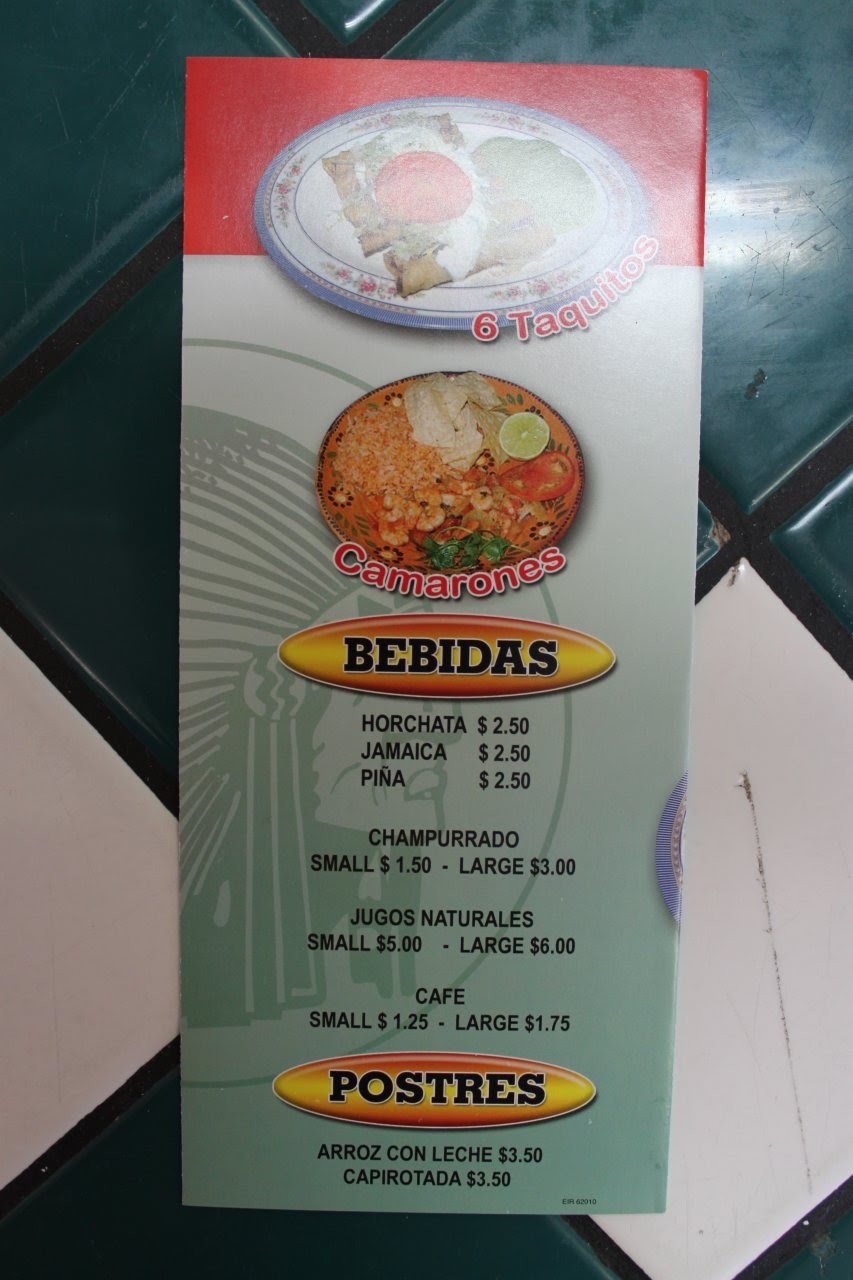 6 Taquitos
Camarones
BEBIDAS
HORCHATA $ 2.50
JAMAICA $ 2.50
PIÑA $ 2.50
CHAMPURRADO
SMALL $ 1.50 - LARGE $3.00
JUGOS NATURALES
SMALL $5.00 - LARGE $6.00
CAFE
SMALL $ 1.25 - LARGE $1.75
POSTRES
ARROZ CON LECHE $3.50
CAPIROTADA $3.50
EIR 62010